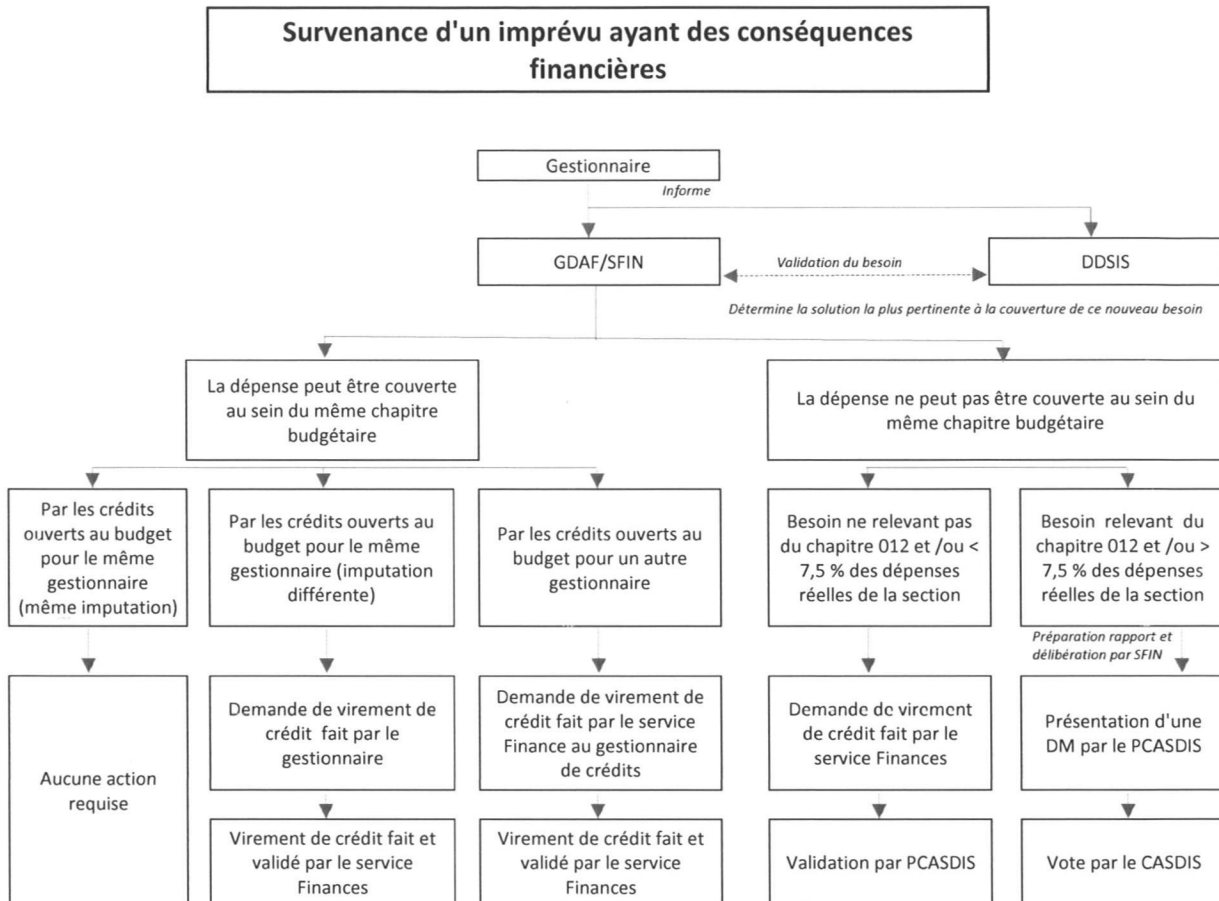 Survenance d'un imprévu ayant des conséquences
financières
Gestionnaire
Informe
GDAF/SFIN
Validation du besoin
DDSIS
Détermine la solution la plus pertinente à la couverture de ce nouveau besoin
La dépense peut être couverte
au sein du même chapitre
budgétaire
La dépense ne peut pas être couverte au sein du
même chapitre budgétaire
Par les crédits
ouverts au budget
pour le même
gestionnaire
(même imputation)
Par les crédits ouverts au
budget pour le même
gestionnaire (imputation
différente)
Par les crédits ouverts au
budget pour un autre
gestionnaire
Besoin ne relevant pas
du chapitre 012 et /ou <
7,5 % des dépenses
réelles de la section
Besoin relevant du
chapitre 012 et /ou >
7,5 % des dépenses
réelles de la section
Préparation rapport et
délibération par SFIN
Aucune action
requise
Demande de virement de
crédit fait par le
gestionnaire
Demande de virement de
crédit fait par le service
Finance au gestionnaire
de crédits
Demande de virement
de crédit fait par le
service Finances
Présentation d'une
DM par le PCASDIS
Virement de crédit fait et
validé par le service
Finances
Virement de crédit fait et
validé par le service
Finances
Validation par PCASDIS
Vote par le CASDIS